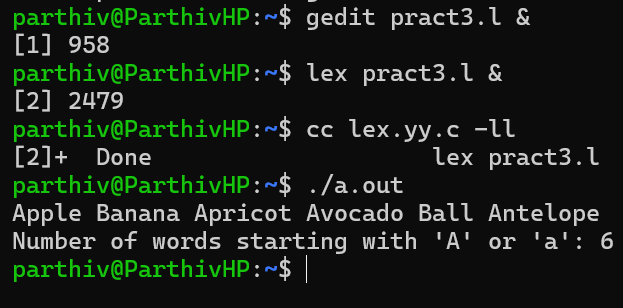 parthiv@ParthivHP:~$ gedit pract3.l &
[1] 958
parthiv@ParthivHP:~$ lex pract3.l &
[2] 2479
parthiv@ParthivHP:~$ cc lex.yy.c -ll
[2]+  Done                    lex pract3.l
parthiv@ParthivHP:~$ ./a.out
Apple Banana Apricot Avocado Ball Antelope
Number of words starting with 'A' or 'a': 6
parthiv@ParthivHP:~$